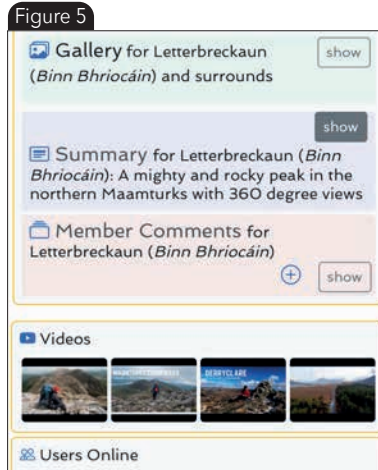 Figure 5
Gallery for Letterbreckaun
show
(Binn Bhriocáin) and surrounds
show
Summary for Letterbreckaun (Binn
Bhriocáin): A mighty and rocky peak in the
northern Maamturks with 360 degree views
Member Comments for
Letterbreckaun (Binn Bhriocáin)
show
Videos
DERRYCLARE
Users Online